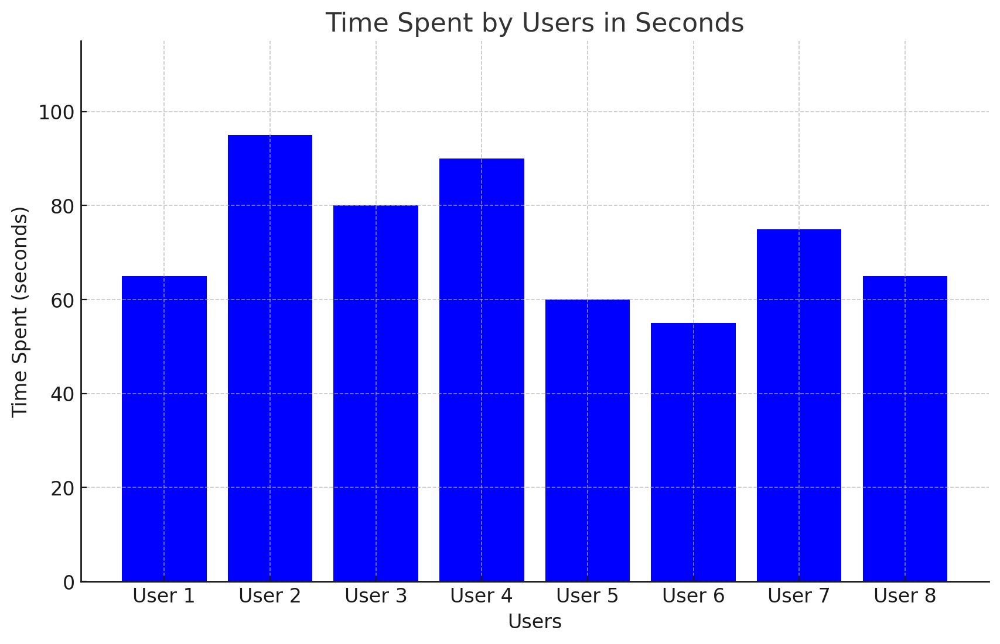 Time Spent by Users in Seconds
Time Spent (seconds)
100
80
60
40
20
0
User 1 User 2 User 3 User 4 User 5 User 6 User 7 User 8
Users